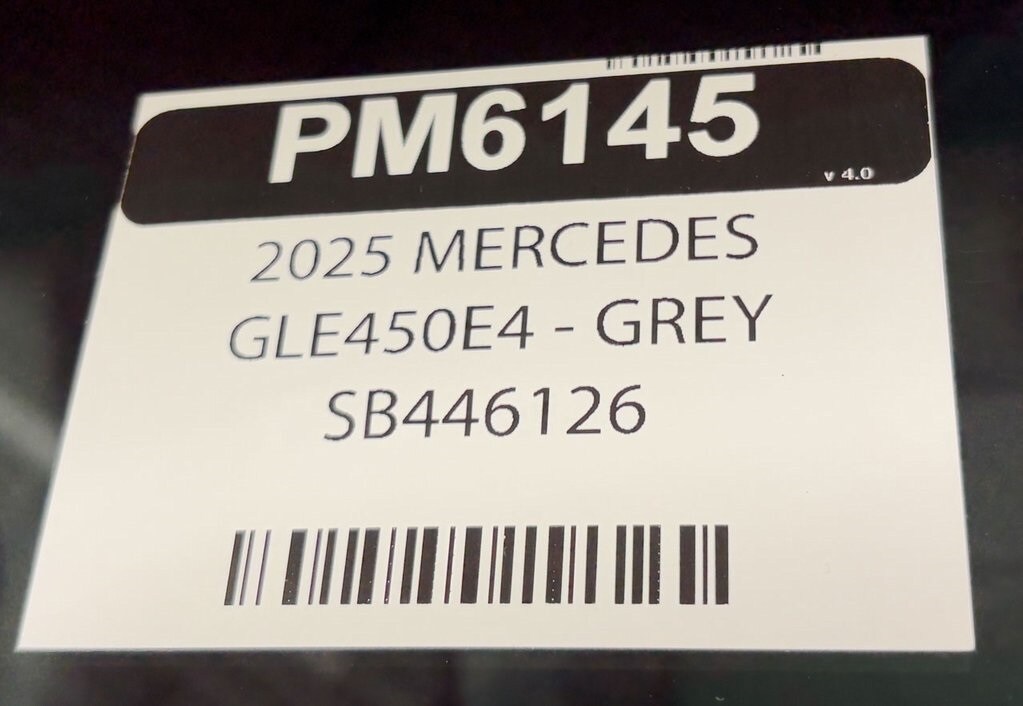 PM6145
v 4.0
2025 MERCEDES
GLE450E4 - GREY
SB446126